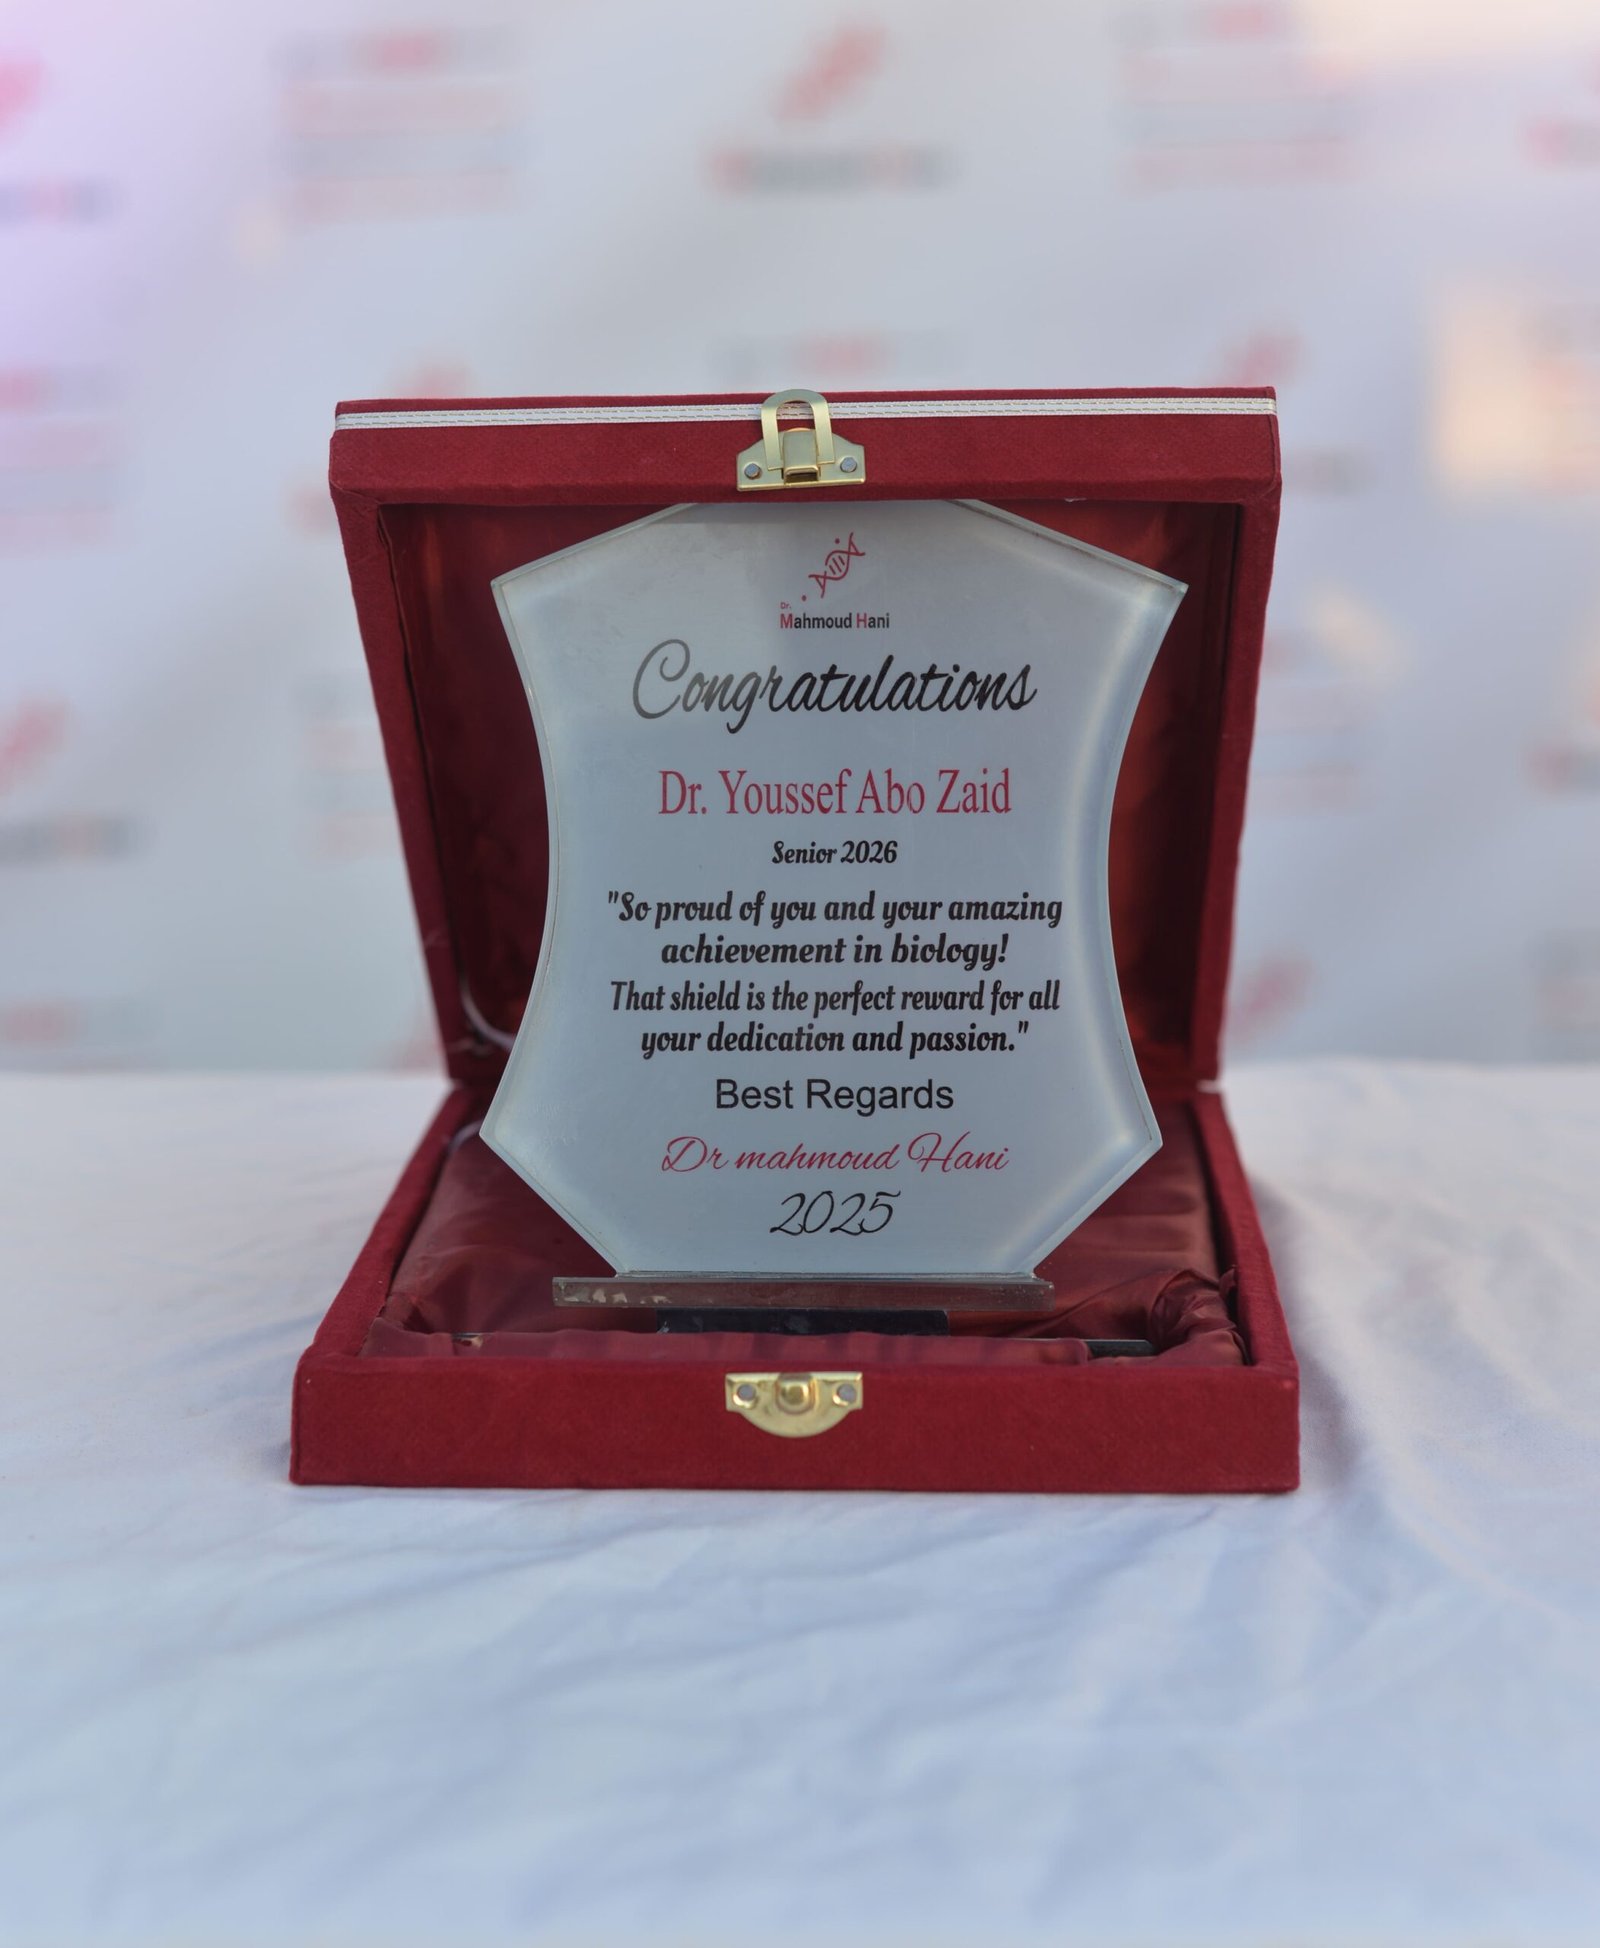 Dr.
Mahmoud Hani
Congratulations
Dr. Youssef Abo Zaid
Senior 2026
"So proud of you and your amazing
achievement in biology!
That shield is the perfect reward for all
your dedication and passion."
Best Regards
Dr mahmoud Hani
2025